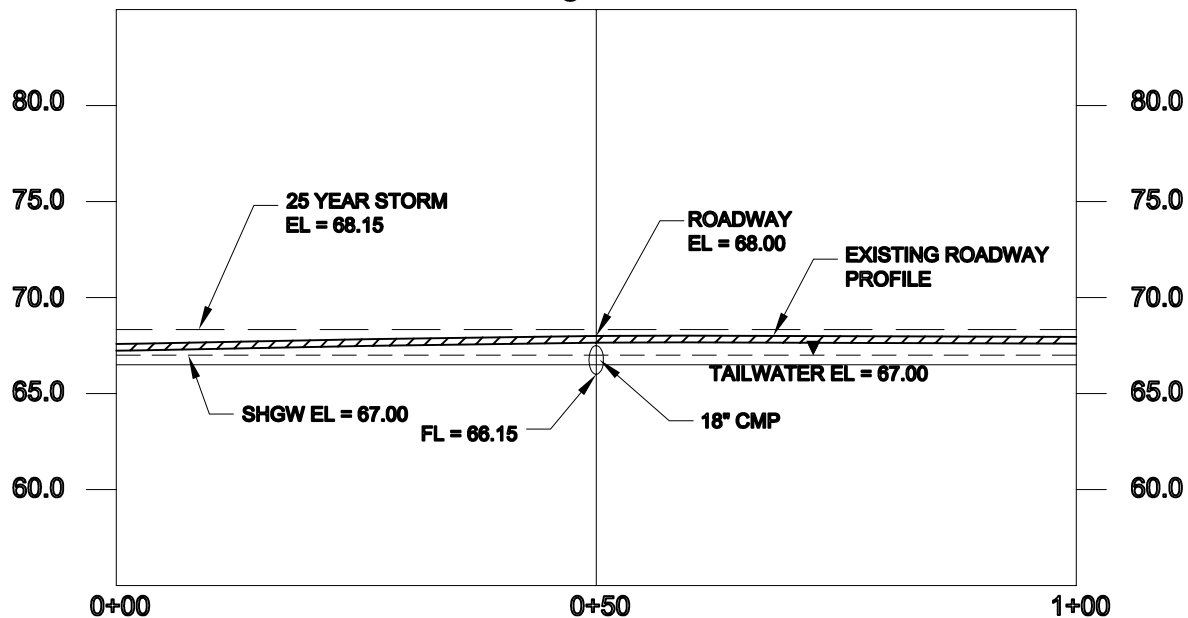 80.0
80.0
75.0
75.0
25 YEAR STORM
EL = 68.15
ROADWAY
EL = 68.00
EXISTING ROADWAY
PROFILE
70.0
70.0
TAILWATER EL = 67.00
65.0
65.0
SHGW EL = 67.00
FL = 66.15
18" CMP
60.0
60.0
0+00
0+50
1+00